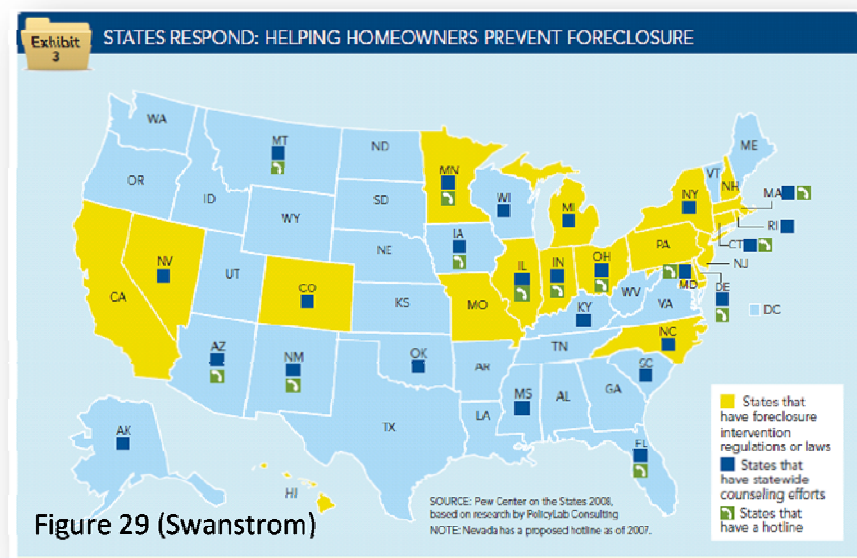 Exhibit
3
STATES RESPOND: HELPING HOMEOWNERS PREVENT FORECLOSURE
WA
MT
ND
MN
ME
OR
ID
WY
SD
WI
MI
NY
VT
NH
MA
RI
CT
NJ
NV
UT
CO
NE
IA
IL
IN
OH
PA
MD
DE
DC
CA
KS
MO
KY
WV
VA
AZ
NM
OK
AR
TN
NC
SC
TX
LA
MS
AL
GA
FL
AK
HI
States that
have foreclosure
intervention
regulations or laws
States that
have statewide
counseling efforts
States that
have a hotline
SOURCE: Pew Center on the States 2008,
based on research by PolicyLab Consulting
NOTE: Nevada has a proposed hotline as of 2007.
Figure 29 (Swanstrom)